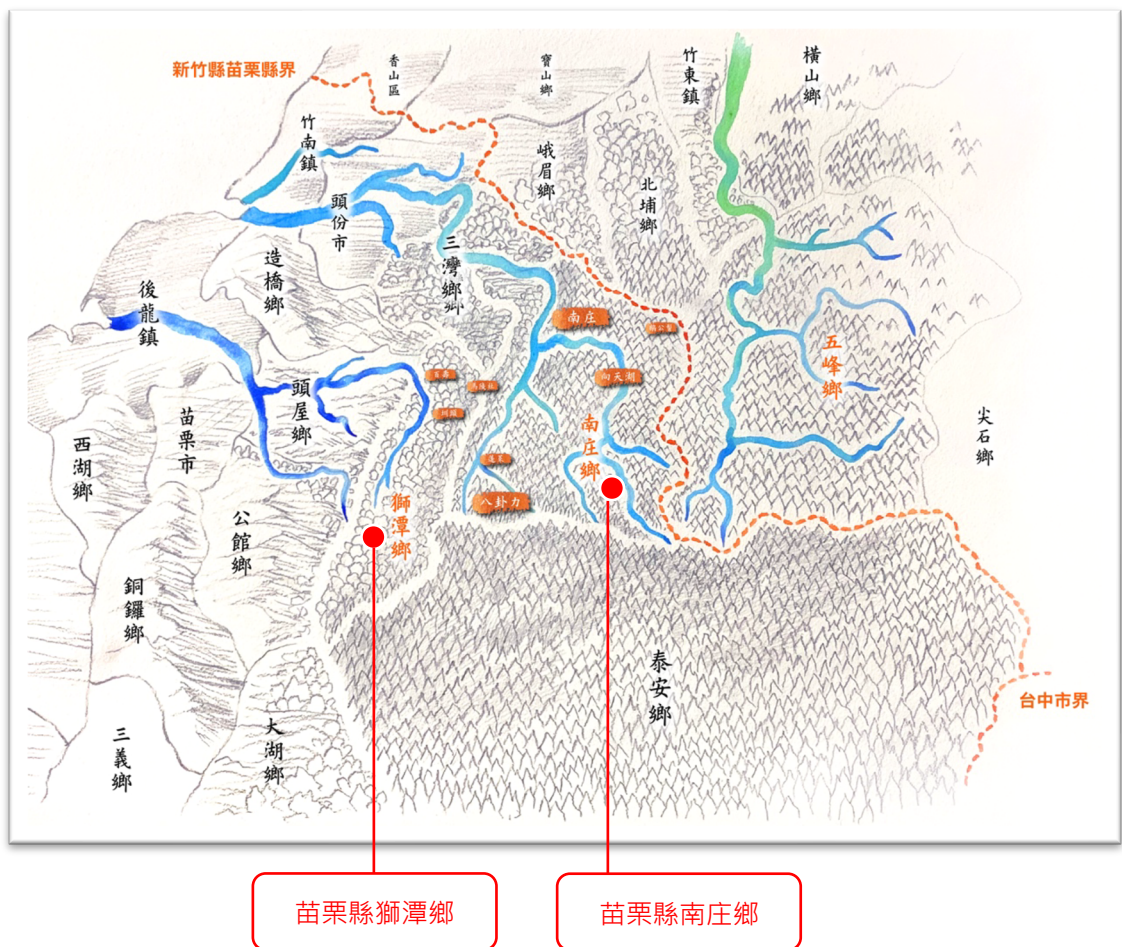 新竹縣苗栗縣界
香山區
寶山鄉
竹東鎮
橫山鄉
竹南鎮
峨眉鄉
北埔鄉
頭份市
三灣鄉鄉
造橋鄉
後龍鎮
南庄
五峰鄉
向天湖
頭屋鄉
苗栗市
南庄鄉
尖石鄉
西湖鄉
八卦力
獅潭鄉
公館鄉
銅鑼鄉
泰安鄉
台中市界
大湖鄉
三義鄉
苗栗縣獅潭鄉
苗栗縣南庄鄉